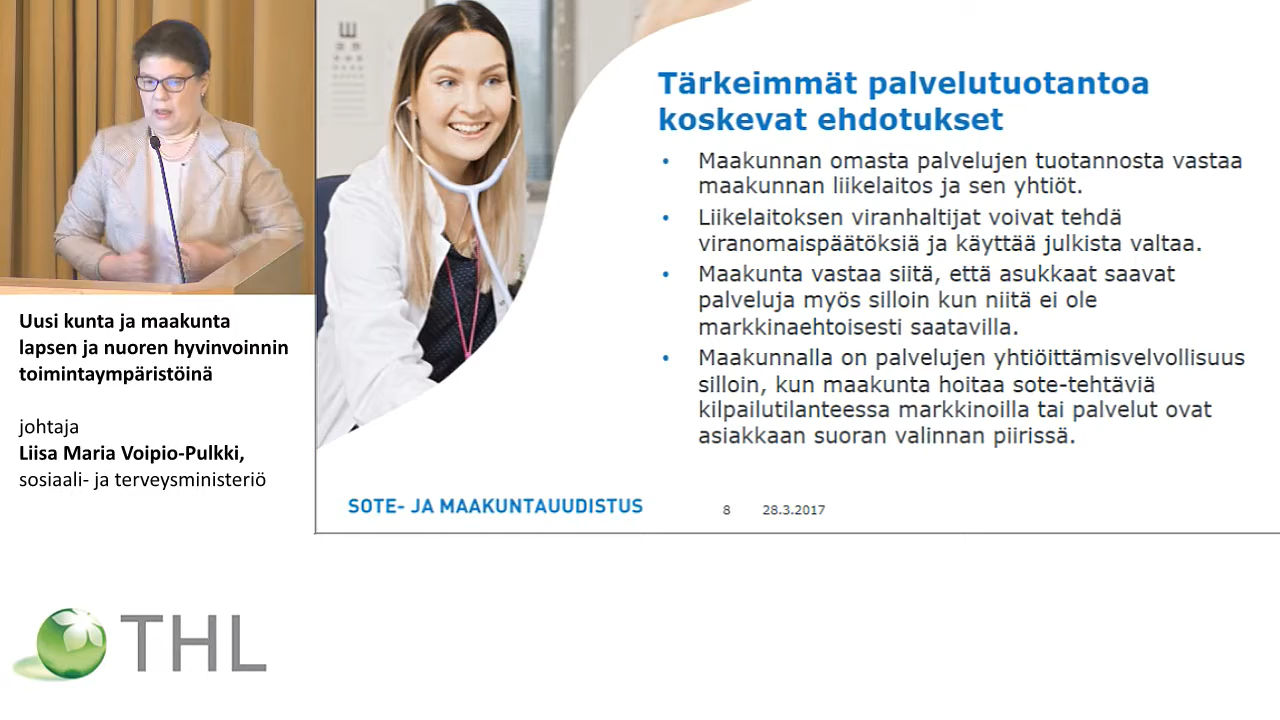 Uusi kunta ja maakunta
lapsen ja nuoren hyvinvoinnin
toimintaympäristöinä
johtaja
Liisa Maria Voipio-Pulkki,
sosiaali- ja terveysministeriö
THL
Tärkeimmät palvelutuotantoa
koskevat ehdotukset
• Maakunnan omasta palvelujen tuotannosta vastaa
maakunnan liikelaitos ja sen yhtiöt.
• Liikelaitoksen viranhaltijat voivat tehdä
viranomaispäätöksiä ja käyttää julkista valtaa.
• Maakunta vastaa siitä, että asukkaat saavat
palveluja myös silloin kun niitä ei ole
markkinaehtoisesti saatavilla.
• Maakunnalla on palvelujen yhtiöittämisvelvollisuus
silloin, kun maakunta hoitaa sote-tehtäviä
kilpailutilanteessa markkinoilla tai palvelut ovat
asiakkaan suoran valinnan piirissä.
SOTE- JA MAAKUNTAUUDISTUS
8 28.3.2017